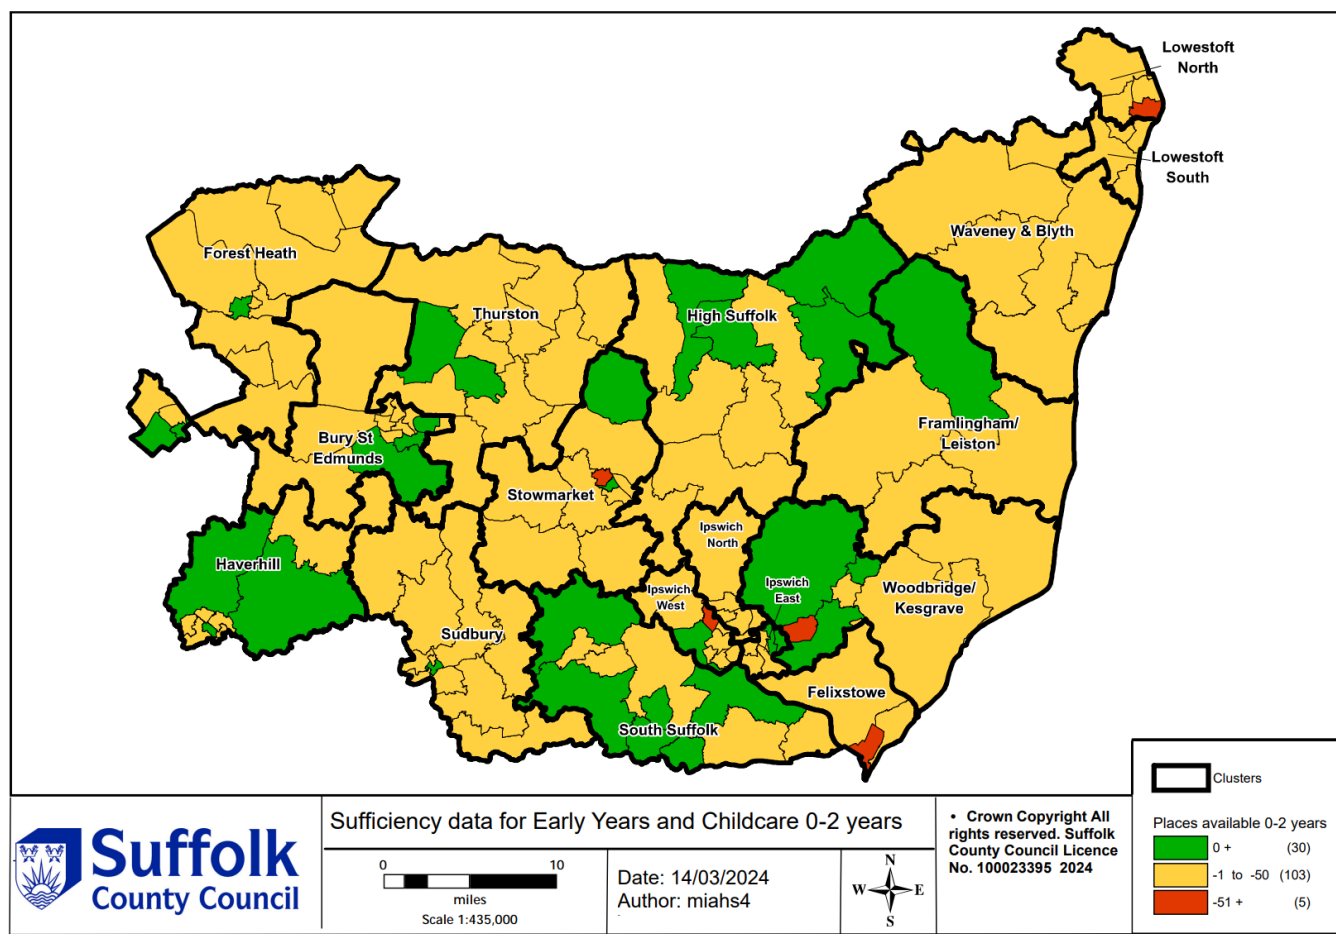 Lowestoft
North
Lowestoft
South
Waveney & Blyth
Forest Heath
Thurston
High Suffolk
Framlingham/
Leiston
Bury St
Edmunds
Stowmarket
Ipswich
North
Haverhill
Ipswich
East
Ipswich
West
Woodbridge/
Kesgrave
Sudbury
Felixstowe
South Suffolk
Clusters
Places available 0-2 years
0 + (30)
-1 to -50 (103)
-51 + (5)
Suffolk
County Council
Sufficiency data for Early Years and Childcare 0-2 years
0 10
miles
Scale 1:435,000
Date: 14/03/2024
Author: miahs4
N
W E
S
• Crown Copyright All
rights reserved. Suffolk
County Council Licence
No. 100023395 2024